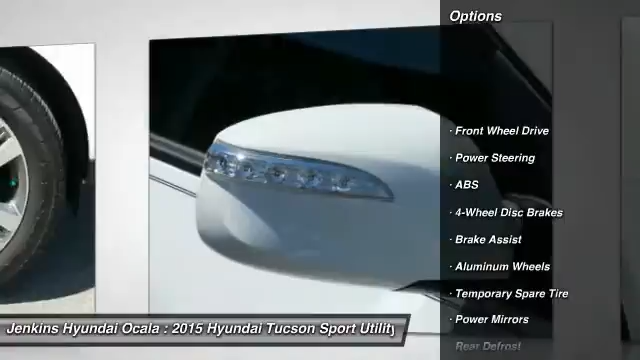 Options
· Front Wheel Drive
· Power Steering
· ABS
· 4-Wheel Disc Brakes
· Brake Assist
· Aluminum Wheels
· Temporary Spare Tire
· Power Mirrors
Rear Defrost
Jenkins Hyundai Ocala : 2015 Hyundai Tucson Sport Utility